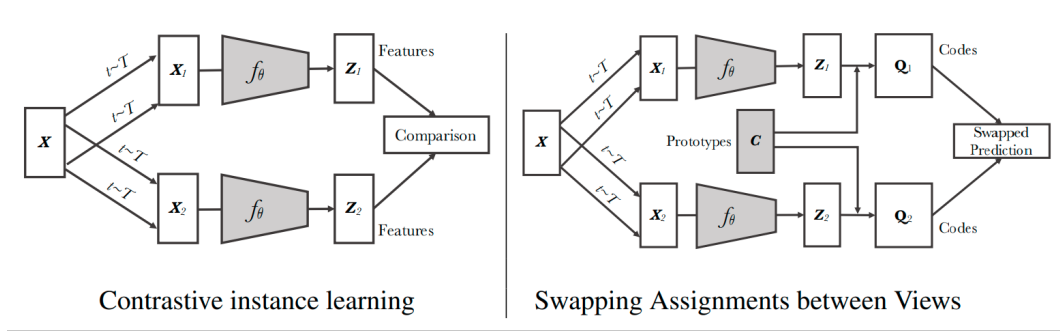 t~T
X1
fθ
Z1
Features
t~T
X
Comparison
t~T
t~T
X2
fθ
Z2
Features
Contrastive instance learning
t~T
X1
fθ
Z1
Q1
Codes
t~T
X
Prototypes
C
Swapped
Prediction
t~T
t~T
X2
fθ
Z2
Q2
Codes
Swapping Assignments between Views